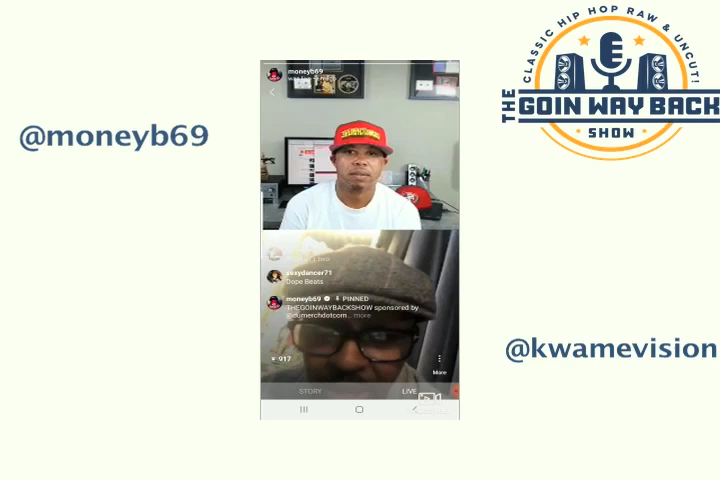 CLASSIC HIP HOP RAW & UNCUT!
THE
GOIN WAY BACK
SHOW
@moneyb69
moneyb69
sexydancer71
Dope Beats
moneyb69 PINNED
THEGOINWAYBACKSHOW sponsored by
@dumerchdotcom... more
917
More
STORY
LIVE
@kwamevision